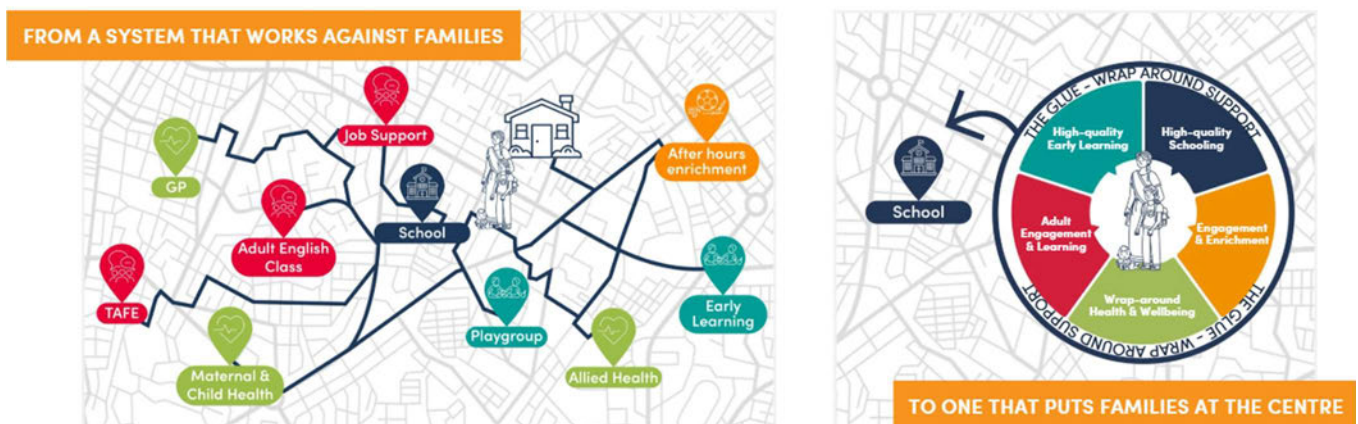 FROM A SYSTEM THAT WORKS AGAINST FAMILIES
GP
Job Support
After hours
enrichment
School
Adult English
Class
TAFE
Maternal &
Child Health
Playgroup
Allied Health
Early
Learning
THE GLUE - WRAP AROUND SUPPORT
High-quality
Early Learning
High-quality
Schooling
School
Adult
Engagement
& Learning
Engagement
& Enrichment
Wrap-around
Health & Wellbeing
THE GLUE - WRAP AROUND SUPPORT
TO ONE THAT PUTS FAMILIES AT THE CENTRE